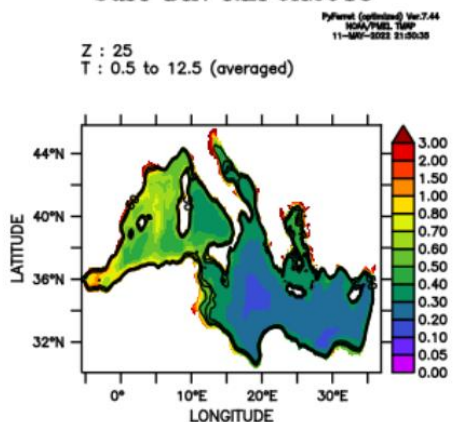 PyFerret (optimized) Ver.7.44
NOAA/PMEL TMAP
11-MAY-2022 21:50:35
Z : 25
T : 0.5 to 12.5 (averaged)
44°N
40°N
36°N
32°N
LATITUDE
0°
10°E
20°E
30°E
LONGITUDE
3.00
2.00
1.50
1.00
0.80
0.70
0.60
0.50
0.40
0.30
0.20
0.10
0.05
0.00